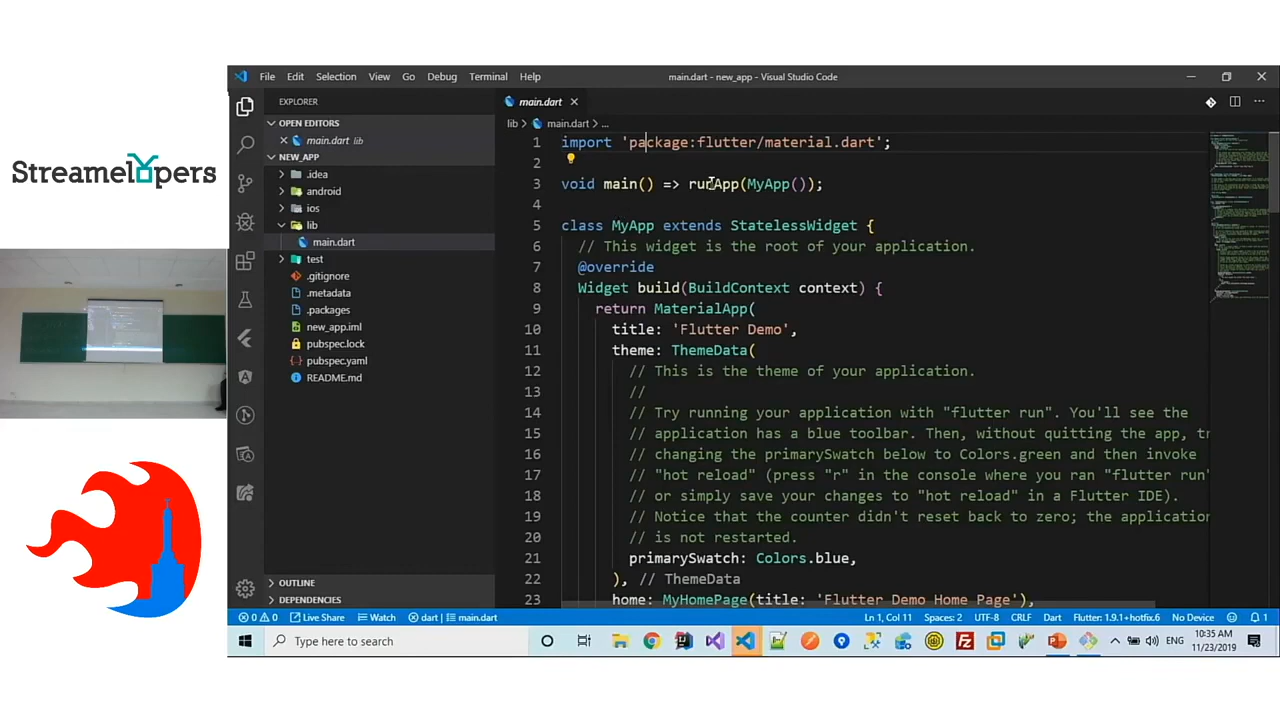 Streamelopers
File Edit Selection View Go Debug Terminal Help
main.dart - new_app - Visual Studio Code
EXPLORER
OPEN EDITORS
main.dart lib
NEW_APP
.idea
android
ios
lib
main.dart
test
.gitignore
.metadata
.packages
new_app.iml
pubspec.lock
pubspec.yaml
README.md
OUTLINE
DEPENDENCIES
main.dart
lib > main.dart > ...
1 import 'package:flutter/material.dart';
2
3 void main() => runApp(MyApp());
4
5 class MyApp extends StatelessWidget {
6 // This widget is the root of your application.
7 @override
8 Widget build(BuildContext context) {
9 return MaterialApp(
10 title: 'Flutter Demo',
11 theme: ThemeData(
12 // This is the theme of your application.
13 //
14 // Try running your application with "flutter run". You'll see the
15 // application has a blue toolbar. Then, without quitting the app, tr
16 // changing the primarySwatch below to Colors.green and then invoke
17 // "hot reload" (press "r" in the console where you ran "flutter run"
18 // or simply save your changes to "hot reload" in a Flutter IDE).
19 // Notice that the counter didn't reset back to zero; the application
20 // is not restarted.
21 primarySwatch: Colors.blue,
22 ), // ThemeData
23 home: MyHomePage(title: 'Flutter Demo Home Page'),
0 0 Live Share Watch dart | main.dart Ln 1, Col 11 Spaces: 2 UTF-8 CRLF Dart Flutter: 1.9.1+hotfix.6 No Device 1
Type here to search
ENG
10:35 AM
11/23/2019